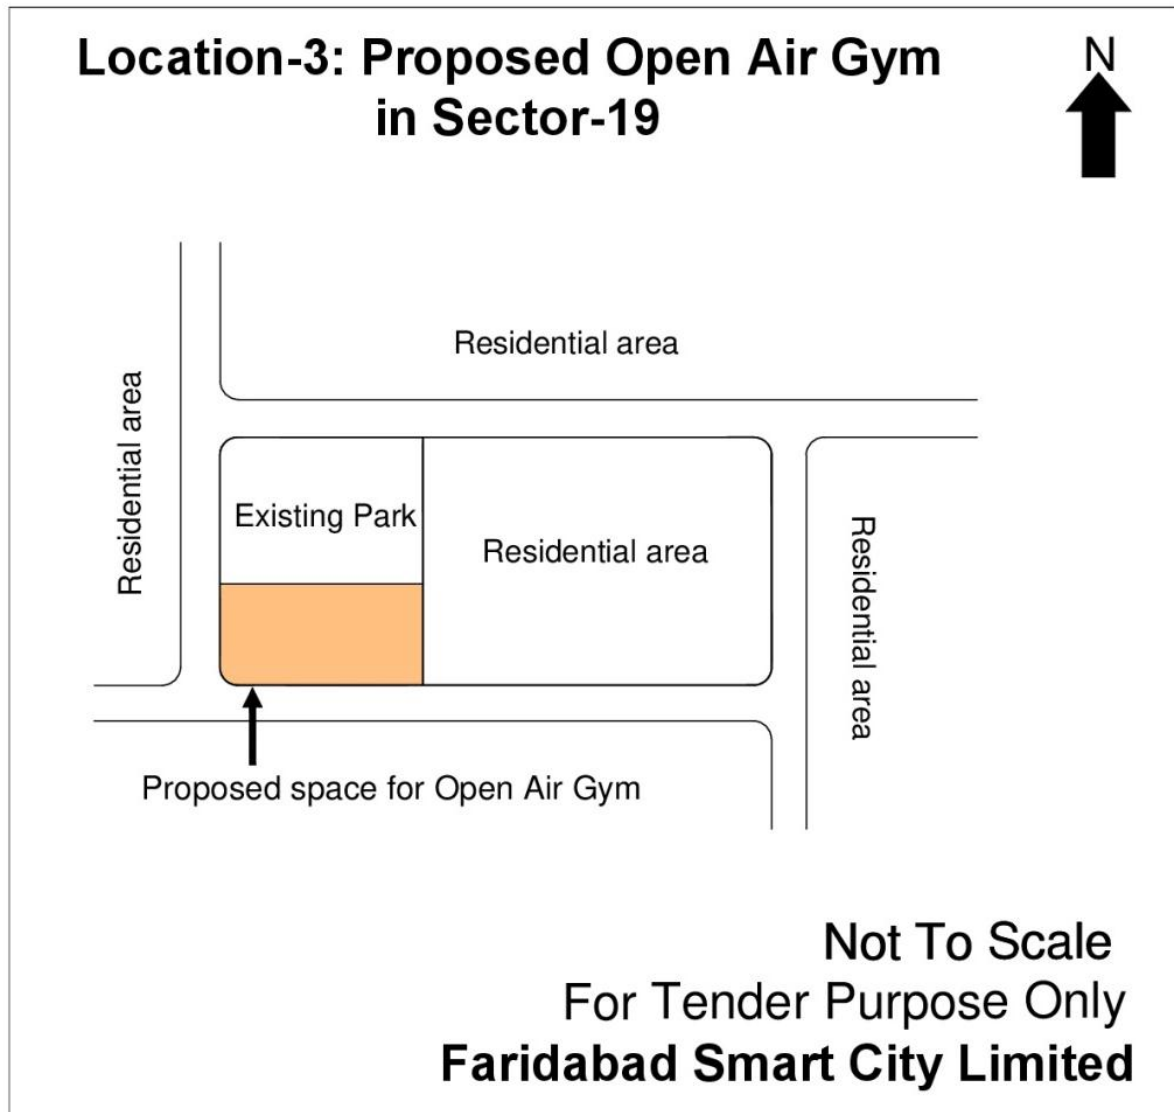 Location-3: Proposed Open Air Gym
in Sector-19
N
Residential area
Residential area
Existing Park
Residential area
Residential area
Proposed space for Open Air Gym
Not To Scale
For Tender Purpose Only
Faridabad Smart City Limited